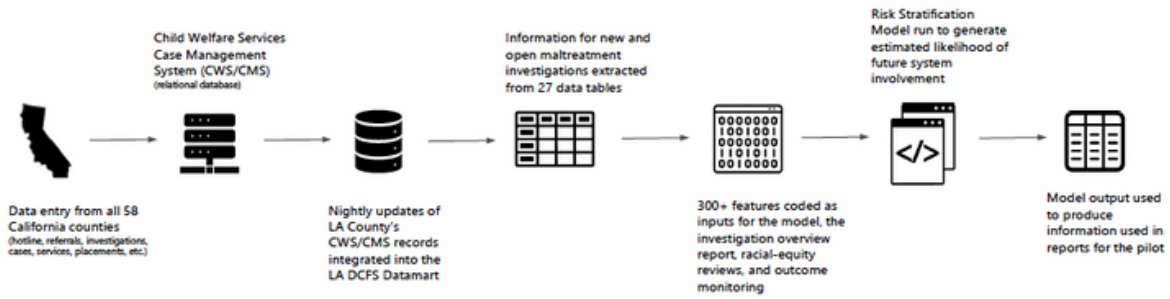 Data entry from all 58
California counties
(hotline, referrals, investigations,
cases, services, placements, etc.)
Child Welfare Services
Case Management
System (CWS/CMS)
(relational database)
Nightly updates of
LA County's
CWS/CMS records
integrated into the
LA DCFS Datamart
Information for new and
open maltreatment
investigations extracted
from 27 data tables
300+ features coded as
inputs for the model, the
investigation overview
report, racial-equity
reviews, and outcome
monitoring
Risk Stratification
Model run to generate
estimated likelihood of
future system
involvement
</>
Model output used
to produce
information used in
reports for the pilot